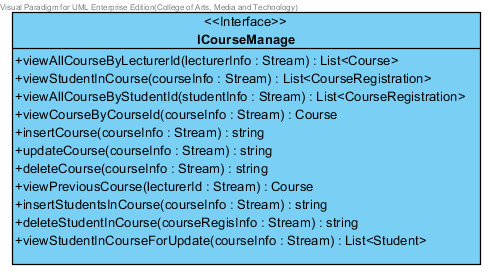 Visual Paradigm for UML Enterprise Edition(College of Arts, Media and Technology)
<<Interface>>
ICourseManage
+viewAllCourseByLecturerId(lecturerInfo : Stream) : List<Course>
+viewStudentInCourse(courseInfo : Stream) : List<CourseRegistration>
+viewAllCourseByStudentId(studentInfo : Stream) : List<CourseRegistration>
+viewCourseByCourseId(courseInfo : Stream) : Course
+insertCourse(courseInfo : Stream) : string
+updateCourse(courseInfo : Stream) : string
+deleteCourse(courseInfo : Stream) : string
+viewPreviousCourse(lecturerId : Stream) : Course
+insertStudentsInCourse(courseInfo : Stream) : string
+deleteStudentInCourse(courseRegisInfo : Stream) : string
+viewStudentInCourseForUpdate(courseInfo : Stream) : List<Student>